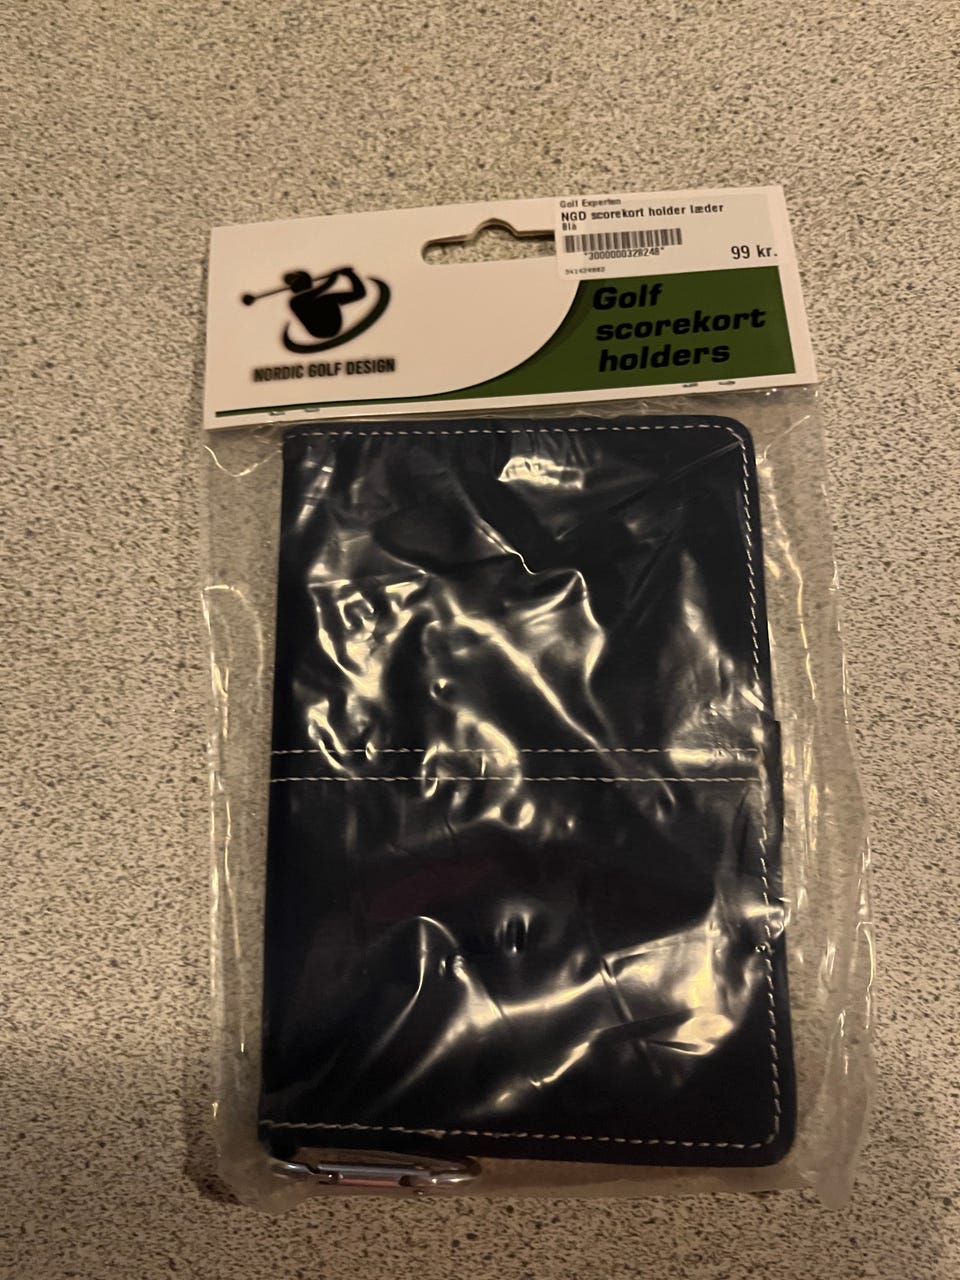 Golf Experten
NGD scorekort holder læder
Blå
*3000000328248*
99 kr.
NORDIC GOLF DESIGN
Golf
scorekort
holders